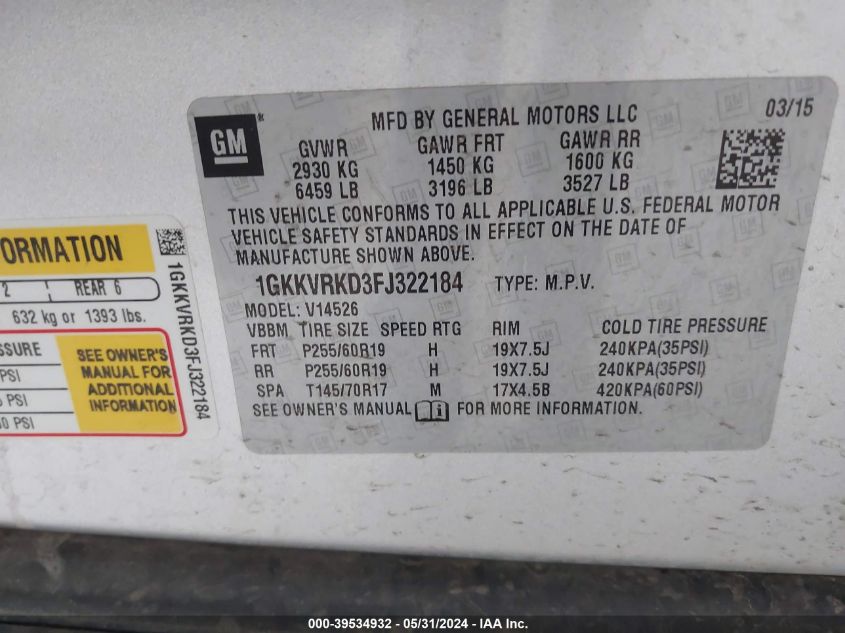 GM
MFD BY GENERAL MOTORS LLC
03/15
GVWR GAWR FRT GAWR RR
2930 KG 1450 KG 1600 KG
6459 LB 3196 LB 3527 LB
THIS VEHICLE CONFORMS TO ALL APPLICABLE U.S. FEDERAL MOTOR
VEHICLE SAFETY STANDARDS IN EFFECT ON THE DATE OF
MANUFACTURE SHOWN ABOVE.
1GKKVRKD3FJ322184 TYPE: M.P.V.
MODEL: V14526
VBBM TIRE SIZE SPEED RTG RIM COLD TIRE PRESSURE
FRT P255/60R19 H 19X7.5J 240KPA(35PSI)
RR P255/60R19 H 19X7.5J 240KPA(35PSI)
SPA T145/70R17 M 17X4.5B 420KPA(60PSI)
SEE OWNER'S MANUAL FOR MORE INFORMATION.
ORMATION
2 REAR 6
632 kg or 1393 lbs.
SSURE
PSI
PSI
0 PSI
SEE OWNER'S
MANUAL FOR
ADDITIONAL
INFORMATION
1GKKVRKD3FJ322184
000-39534932 / 05/31/2024 - IAA Inc.